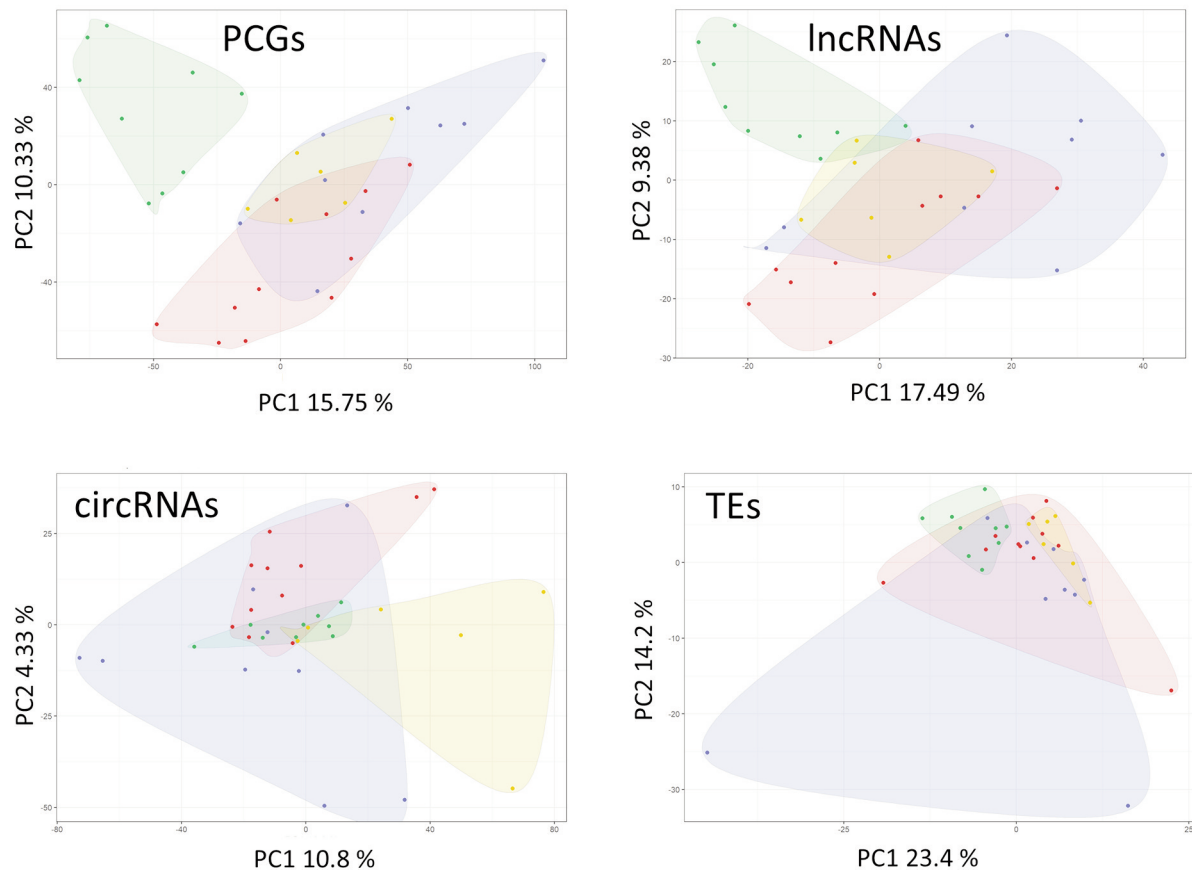 PCGs
40
0
-40
PC2 10.33 %
-50
0
50
100
PC1 15.75 %
lncRNAs
20
10
0
-10
-20
-30
PC2 9.38 %
-20
0
20
40
PC1 17.49 %
circRNAs
25
0
-25
-50
PC2 4.33 %
-80
-40
0
40
80
PC1 10.8 %
TEs
10
0
-10
-20
-30
PC2 14.2 %
-25
0
25
PC1 23.4 %